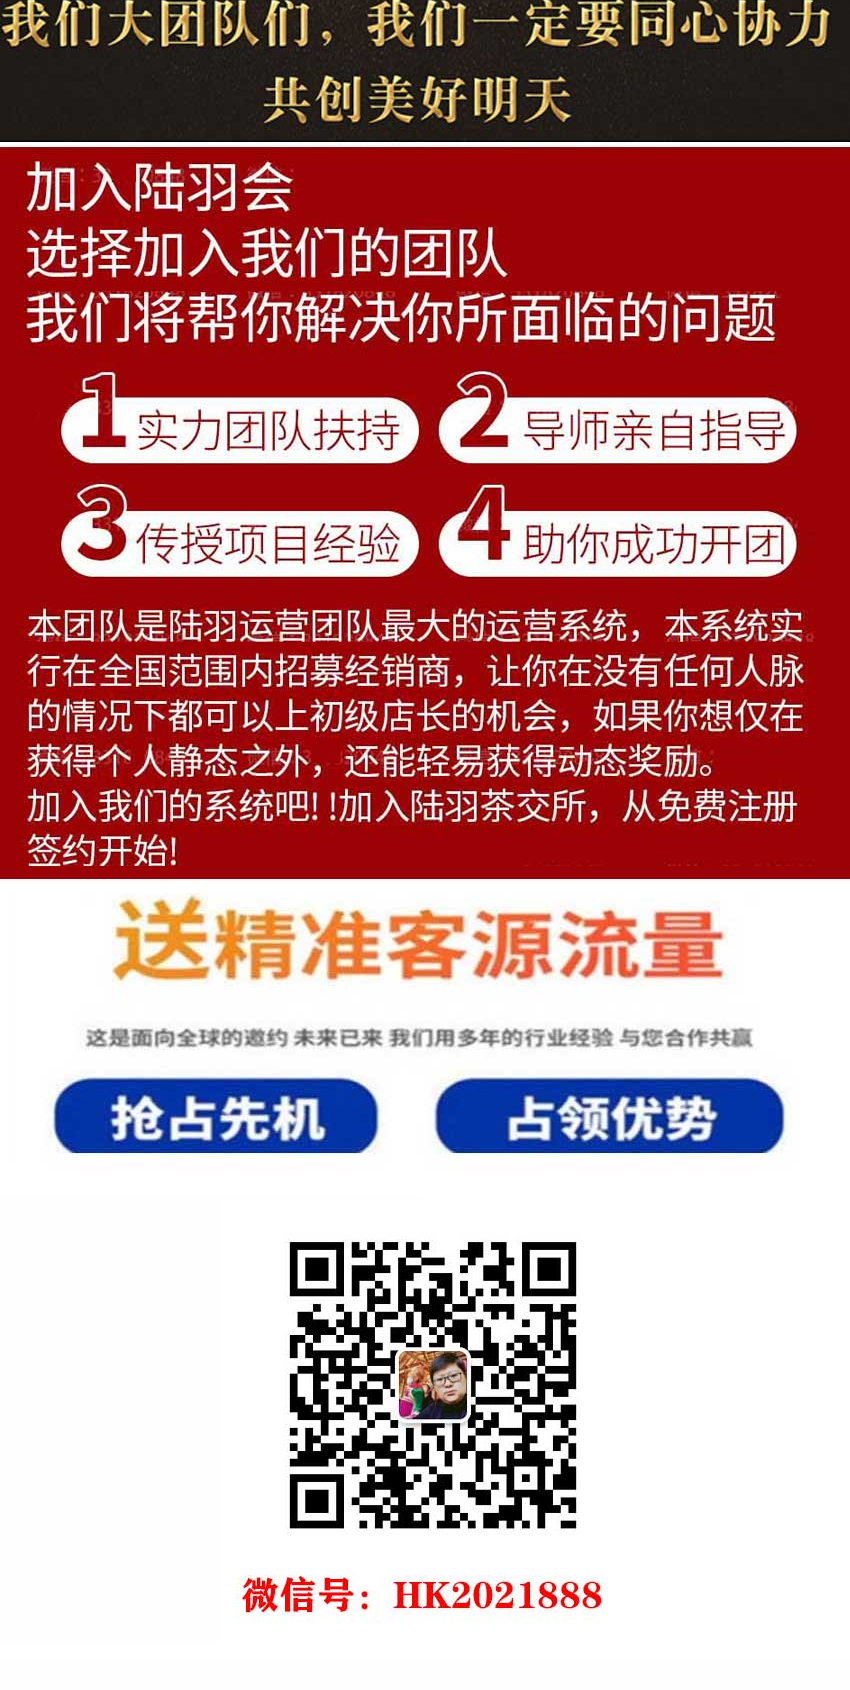 我们大团队们，我们一定要同心协力
共创美好明天
加入陆羽会
选择加入我们的团队
我们将帮你解决你所面临的问题
1 实力团队扶持
2 导师亲自指导
3 传授项目经验
4 助你成功开团
本团队是陆羽运营团队最大的运营系统，本系统实
行在全国范围内招募经销商，让你在没有任何人脉
的情况下都可以上初级店长的机会，如果你想仅在
获得个人静态之外，还能轻易获得动态奖励。
加入我们的系统吧!!加入陆羽茶交所，从免费注册
签约开始!
送精准客源流量
这是面向全球的邀约 未来已来 我们用多年的行业经验 与您合作共赢
抢占先机
占领优势
微信号：HK2021888